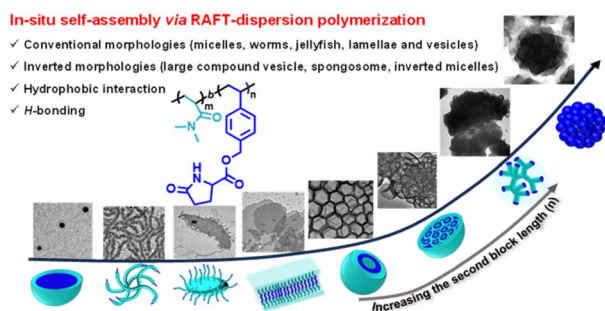 In-situ self-assembly via RAFT-dispersion polymerization
✓ Conventional morphologies (micelles, worms, jellyfish, lamellae and vesicles)
✓ Inverted morphologies (large compound vesicle, spongosome, inverted micelles)
✓ Hydrophobic interaction
✓ H-bonding
b
m
n
N
O
O
O
H
N
O
Increasing the second block length (n)